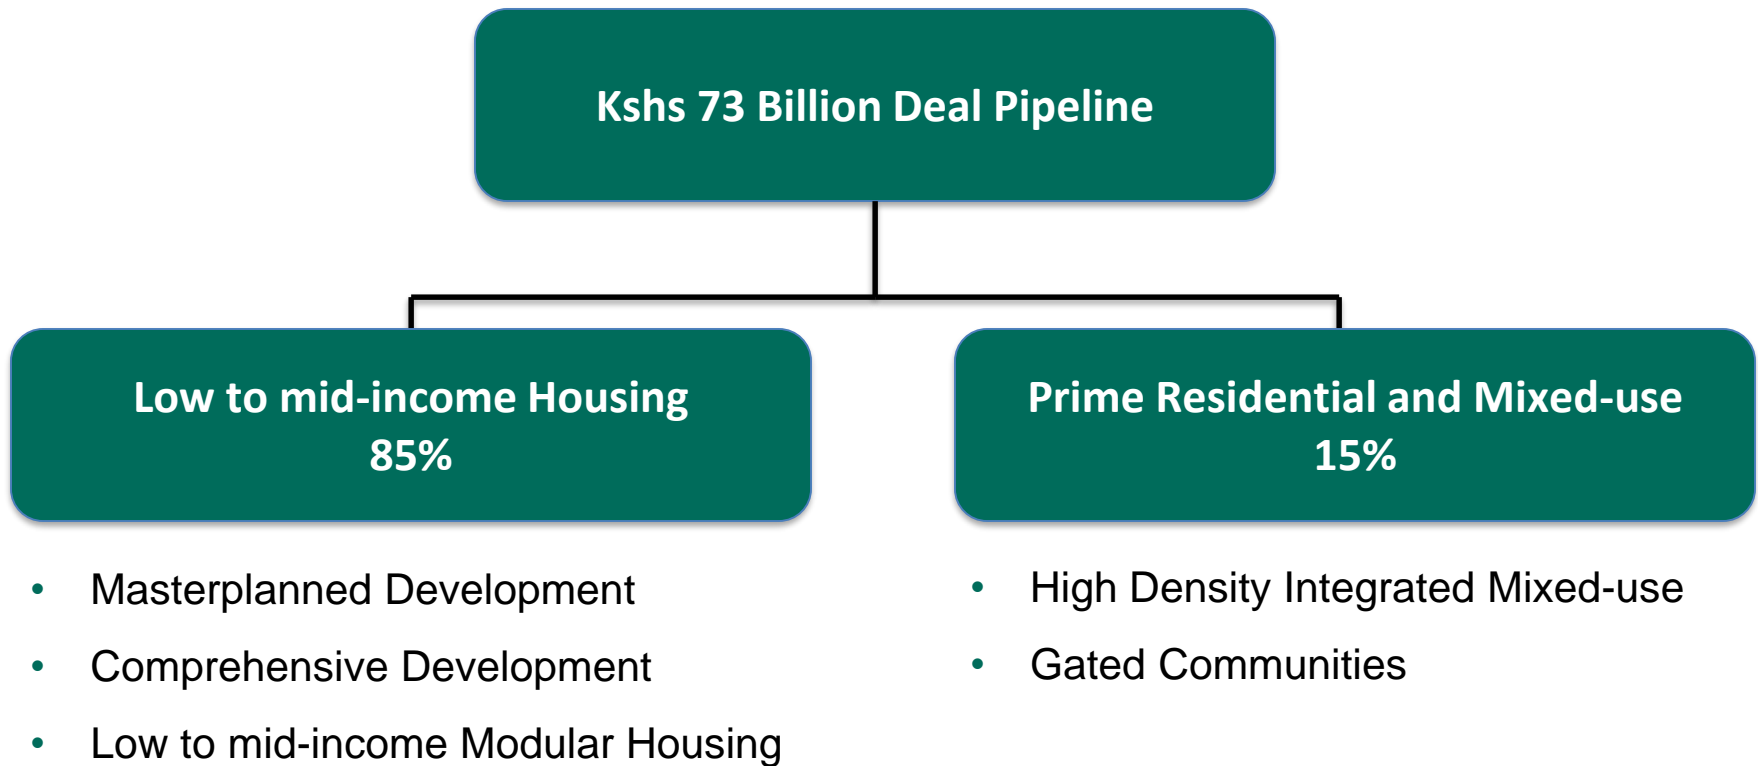 Kshs 73 Billion Deal Pipeline
Low to mid-income Housing
85%
• Masterplanned Development
• Comprehensive Development
• Low to mid-income Modular Housing
Prime Residential and Mixed-use
15%
• High Density Integrated Mixed-use
• Gated Communities